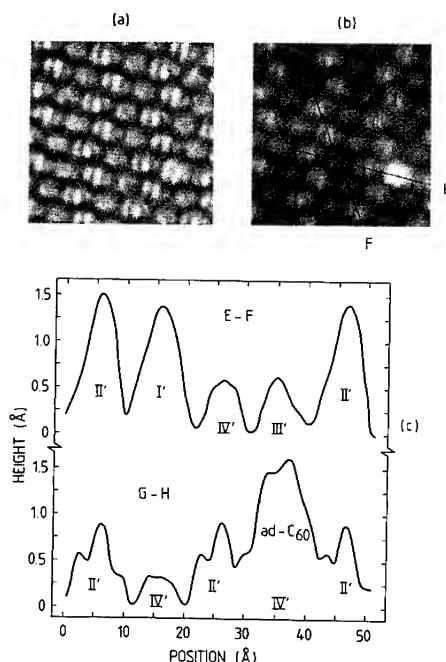 (a) (b)
H
F
1.5
E-F
1.0
0.5
II' I' IV' III' II'
0
(c)
HEIGHT (Å)
1.5
G-H
1.0
ad-C60
0.5
II' IV' II' IV' II'
0
0 10 20 30 40 50
POSITION (Å)